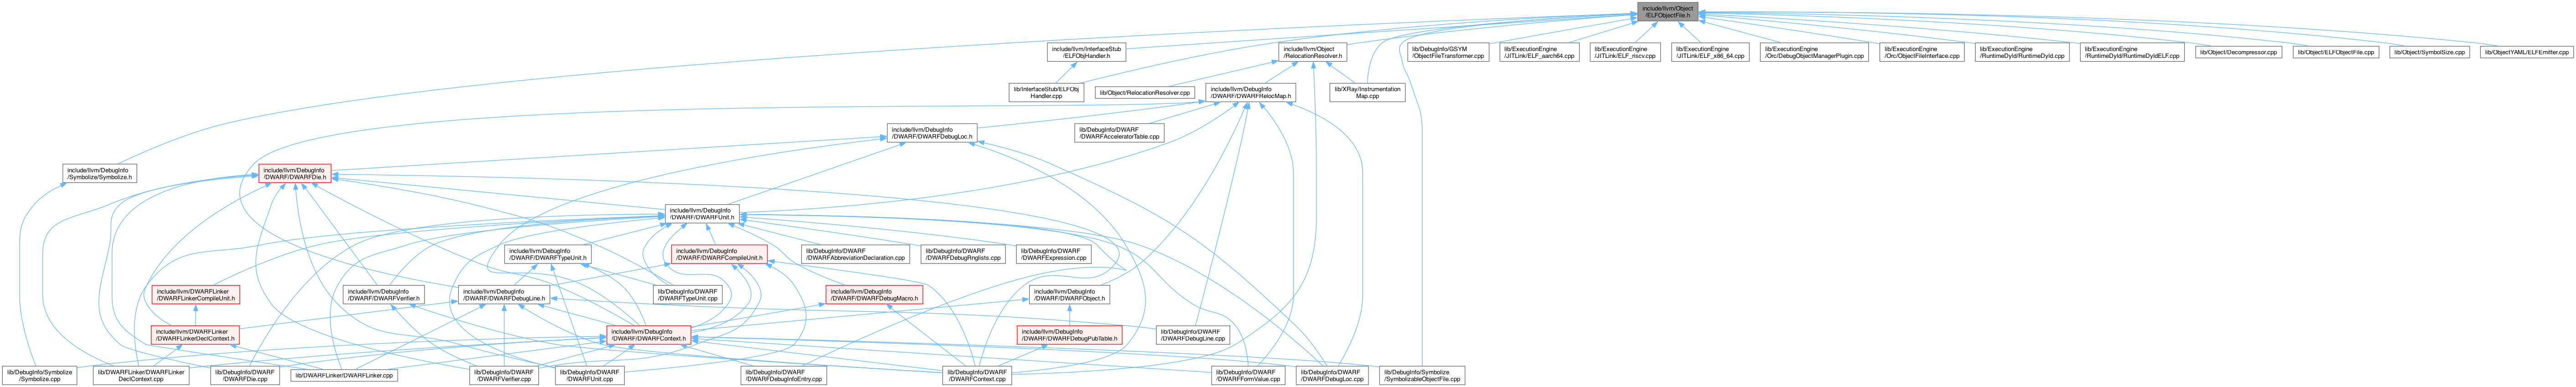 include/llvm/Object
/ELFObjectFile.h
include/llvm/InterfaceStub
/ELFObjHandler.h
include/llvm/Object
/RelocationResolver.h
lib/DebugInfo/GSYM
/ObjectFileTransformer.cpp
lib/ExecutionEngine
/JITLink/ELF_aarch64.cpp
lib/ExecutionEngine
/JITLink/ELF_riscv.cpp
lib/ExecutionEngine
/JITLink/ELF_x86_64.cpp
lib/ExecutionEngine
/Orc/DebugObjectManagerPlugin.cpp
lib/ExecutionEngine
/Orc/ObjectFileInterface.cpp
lib/ExecutionEngine
/RuntimeDyld/RuntimeDyld.cpp
lib/ExecutionEngine
/RuntimeDyld/RuntimeDyldELF.cpp
lib/Object/Decompressor.cpp
lib/Object/ELFObjectFile.cpp
lib/Object/SymbolSize.cpp
lib/ObjectYAML/ELFEmitter.cpp
lib/InterfaceStub/ELFObj
Handler.cpp
lib/Object/RelocationResolver.cpp
include/llvm/DebugInfo
/DWARF/DWARFRelocMap.h
lib/XRay/Instrumentation
Map.cpp
include/llvm/DebugInfo
/DWARF/DWARFDebugLoc.h
lib/DebugInfo/DWARF
/DWARFAcceleratorTable.cpp
include/llvm/DebugInfo
/Symbolize/Symbolize.h
include/llvm/DebugInfo
/DWARF/DWARFDie.h
include/llvm/DebugInfo
/DWARF/DWARFUnit.h
include/llvm/DebugInfo
/DWARF/DWARFTypeUnit.h
include/llvm/DebugInfo
/DWARF/DWARFCompileUnit.h
lib/DebugInfo/DWARF
/DWARFAbbreviationDeclaration.cpp
lib/DebugInfo/DWARF
/DWARFDebugRnglists.cpp
lib/DebugInfo/DWARF
/DWARFExpression.cpp
include/llvm/DWARFLinker
/DWARFLinkerCompileUnit.h
include/llvm/DebugInfo
/DWARF/DWARFVerifier.h
include/llvm/DebugInfo
/DWARF/DWARFDebugLine.h
lib/DebugInfo/DWARF
/DWARFTypeUnit.cpp
include/llvm/DebugInfo
/DWARF/DWARFDebugMacro.h
include/llvm/DebugInfo
/DWARF/DWARFObject.h
include/llvm/DWARFLinker
/DWARFLinkerDeclContext.h
include/llvm/DebugInfo
/DWARF/DWARFContext.h
include/llvm/DebugInfo
/DWARF/DWARFDebugPubTable.h
lib/DebugInfo/DWARF
/DWARFDebugLine.cpp
lib/DebugInfo/Symbolize
/Symbolize.cpp
lib/DWARFLinker/DWARFLinker
DeclContext.cpp
lib/DebugInfo/DWARF
/DWARFDie.cpp
lib/DWARFLinker/DWARFLinker.cpp
lib/DebugInfo/DWARF
/DWARFVerifier.cpp
lib/DebugInfo/DWARF
/DWARFUnit.cpp
lib/DebugInfo/DWARF
/DWARFDebugInfoEntry.cpp
lib/DebugInfo/DWARF
/DWARFContext.cpp
lib/DebugInfo/DWARF
/DWARFFormValue.cpp
lib/DebugInfo/DWARF
/DWARFDebugLoc.cpp
lib/DebugInfo/Symbolize
/SymbolizableObjectFile.cpp